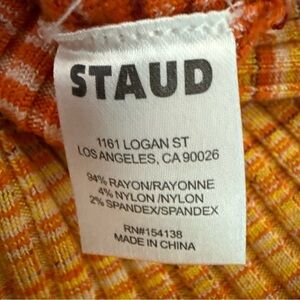 STAUD
1161 LOGAN ST
LOS ANGELES, CA 90026
94% RAYON/RAYONNE
4% NYLON /NYLON
2% SPANDEX/SPANDEX
RN#154138
MADE IN CHINA